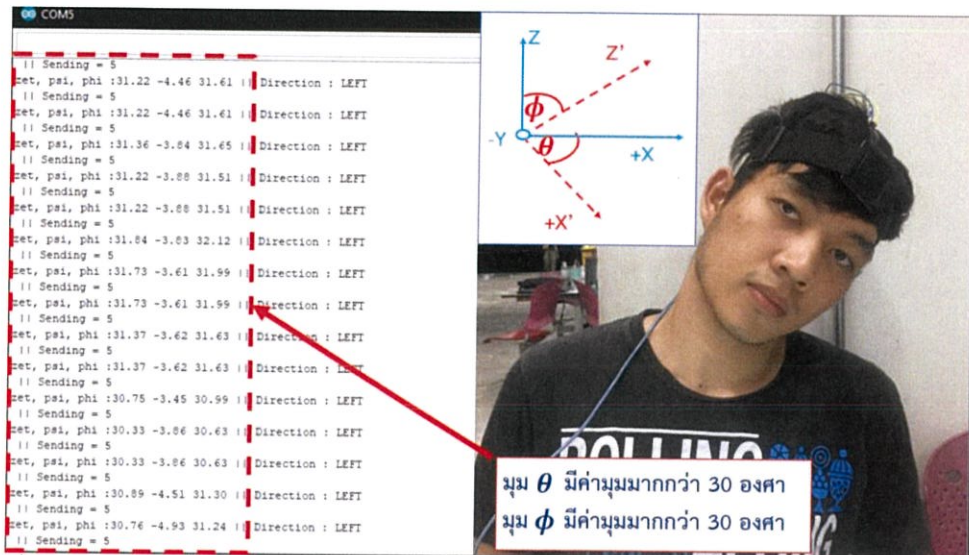 COM5
|| Sending = 5
zet, psi, phi :31.22 -4.46 31.61 || Direction : LEFT
|| Sending = 5
zet, psi, phi :31.22 -4.46 31.61 || Direction : LEFT
|| Sending = 5
zet, psi, phi :31.36 -3.84 31.65 || Direction : LEFT
|| Sending = 5
zet, psi, phi :31.22 -3.88 31.51 || Direction : LEFT
|| Sending = 5
zet, psi, phi :31.22 -3.88 31.51 || Direction : LEFT
|| Sending = 5
zet, psi, phi :31.84 -3.83 32.12 || Direction : LEFT
|| Sending = 5
zet, psi, phi :31.73 -3.61 31.99 || Direction : LEFT
|| Sending = 5
zet, psi, phi :31.73 -3.61 31.99 || Direction : LEFT
|| Sending = 5
zet, psi, phi :31.37 -3.62 31.63 || Direction : LEFT
|| Sending = 5
zet, psi, phi :31.37 -3.62 31.63 || Direction : LEFT
|| Sending = 5
zet, psi, phi :30.75 -3.45 30.99 || Direction : LEFT
|| Sending = 5
zet, psi, phi :30.33 -3.86 30.63 || Direction : LEFT
|| Sending = 5
zet, psi, phi :30.33 -3.86 30.63 || Direction : LEFT
|| Sending = 5
zet, psi, phi :30.89 -4.51 31.30 || Direction : LEFT
|| Sending = 5
zet, psi, phi :30.76 -4.93 31.24 || Direction : LEFT
|| Sending = 5
Z
Z'
ϕ
-Y
θ
+X
+X'
ROLLING
มุม θ มีค่ามุมมากกว่า 30 องศา
มุม ϕ มีค่ามุมมากกว่า 30 องศา